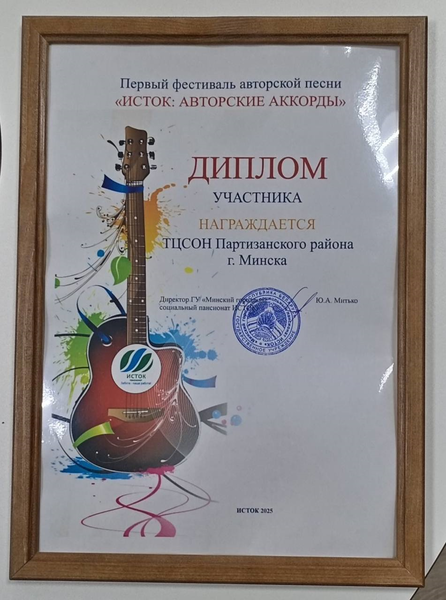 Первый фестиваль авторской песни
«ИСТОК: АВТОРСКИЕ АККОРДЫ»
ДИПЛОМ
УЧАСТНИКА
НАГРАЖДАЕТСЯ
ТЦСОН Партизанского района
г. Минска
Директор ГУ «Минский
Ю.А. Митько
социальный пансионат
ИСТОК
ИСТОК 2025